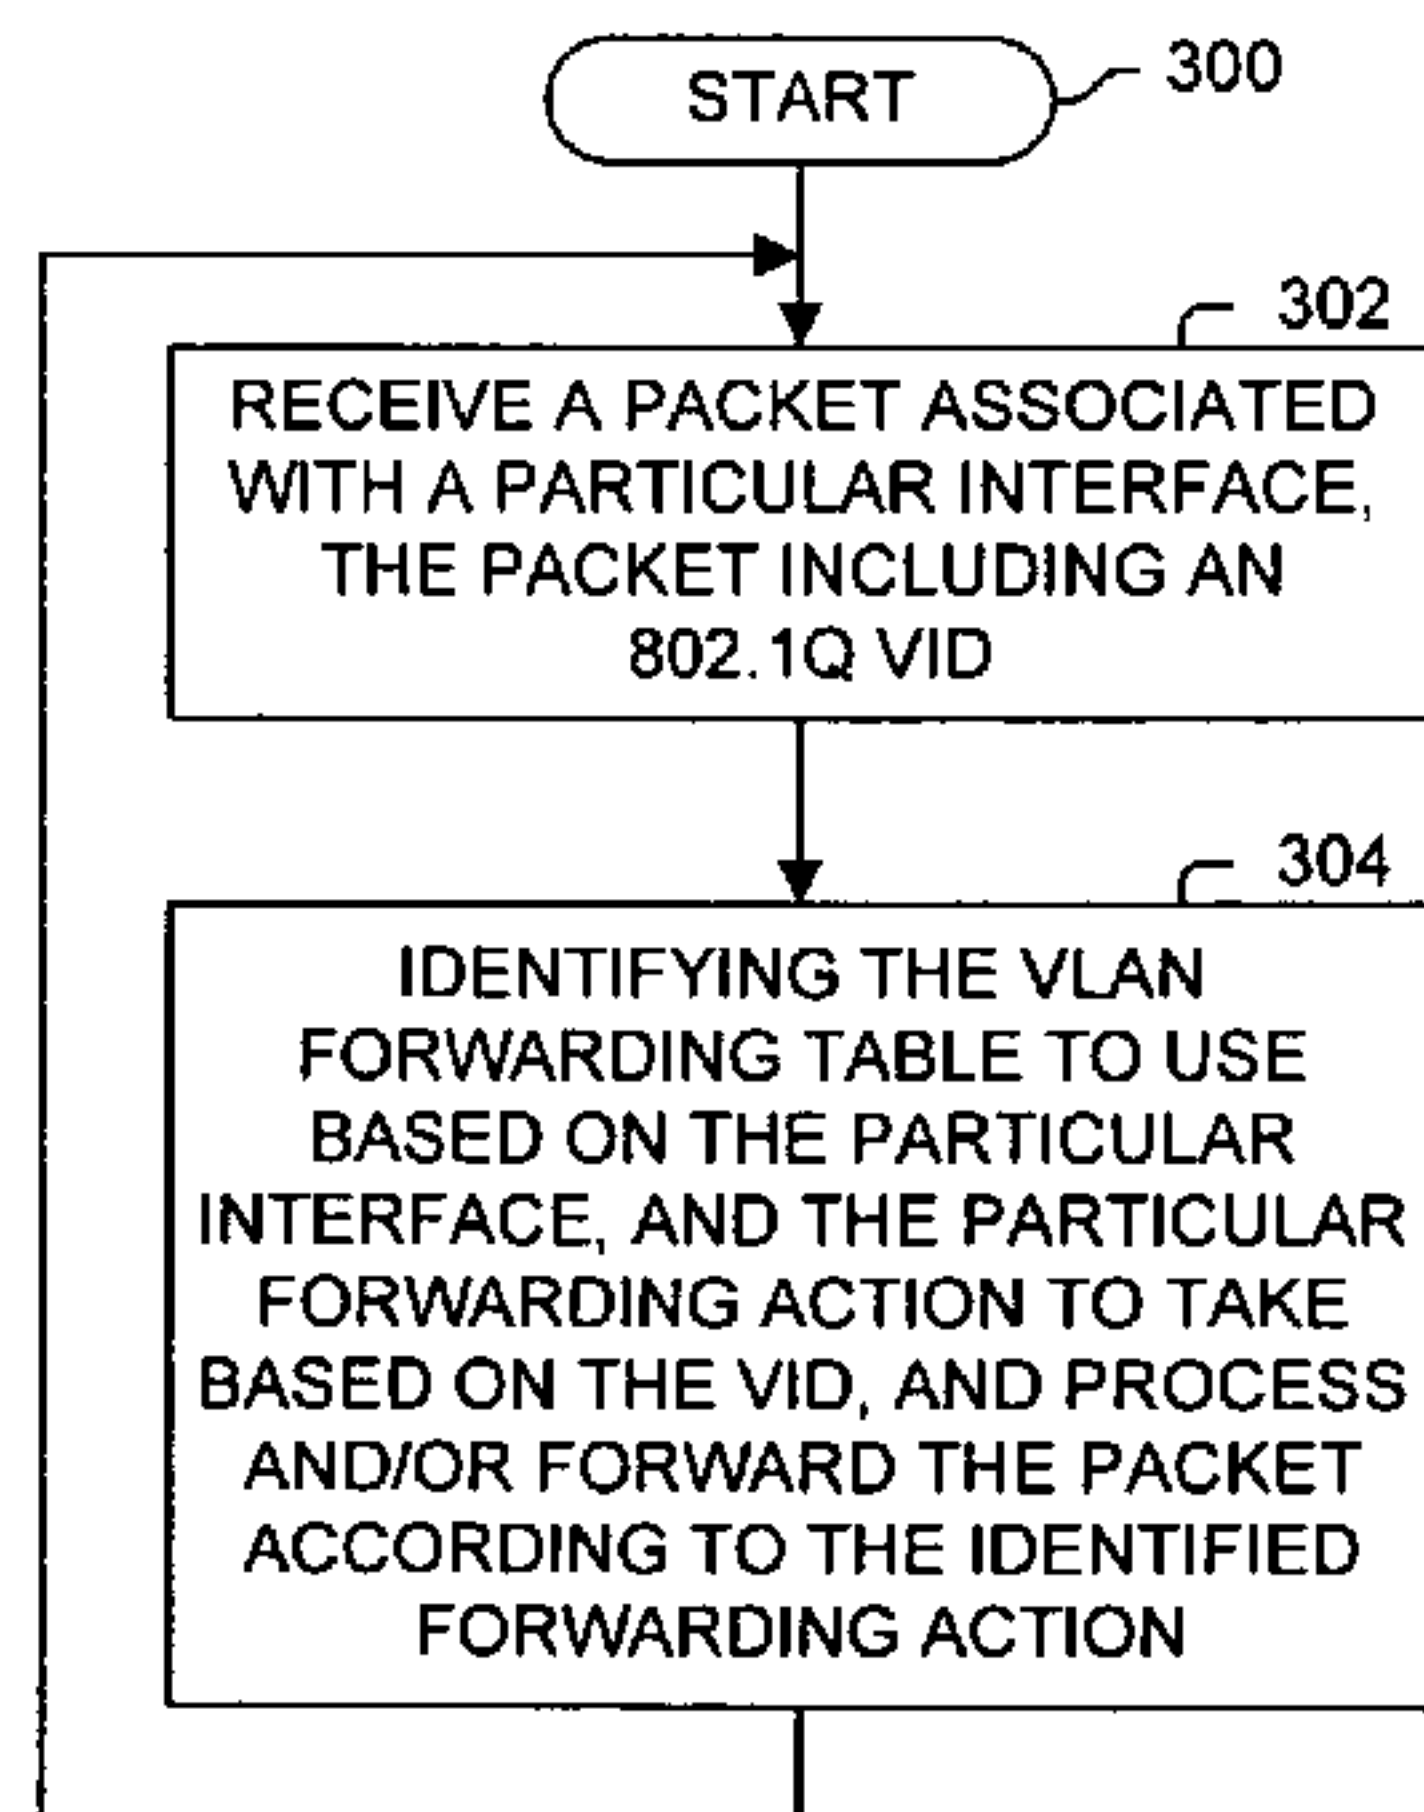 START
300
302
RECEIVE A PACKET ASSOCIATED
WITH A PARTICULAR INTERFACE,
THE PACKET INCLUDING AN
802.1Q VID
304
IDENTIFYING THE VLAN
FORWARDING TABLE TO USE
BASED ON THE PARTICULAR
INTERFACE, AND THE PARTICULAR
FORWARDING ACTION TO TAKE
BASED ON THE VID, AND PROCESS
AND/OR FORWARD THE PACKET
ACCORDING TO THE IDENTIFIED
FORWARDING ACTION